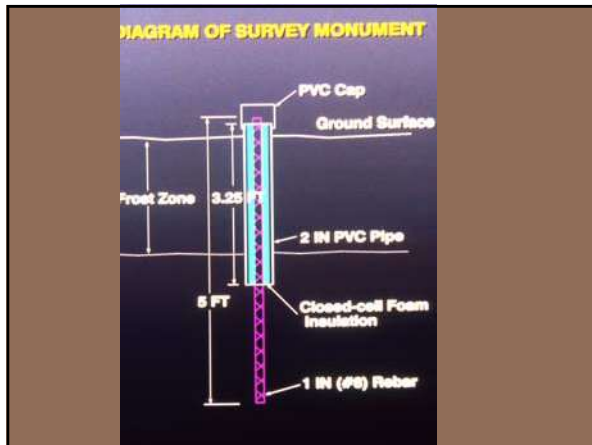 DIAGRAM OF SURVEY MONUMENT
PVC Cap
Ground Surface
Frost Zone
3.25 FT
2 IN PVC Pipe
5 FT
Closed-cell Foam
Insulation
1 IN (#8) Rebar